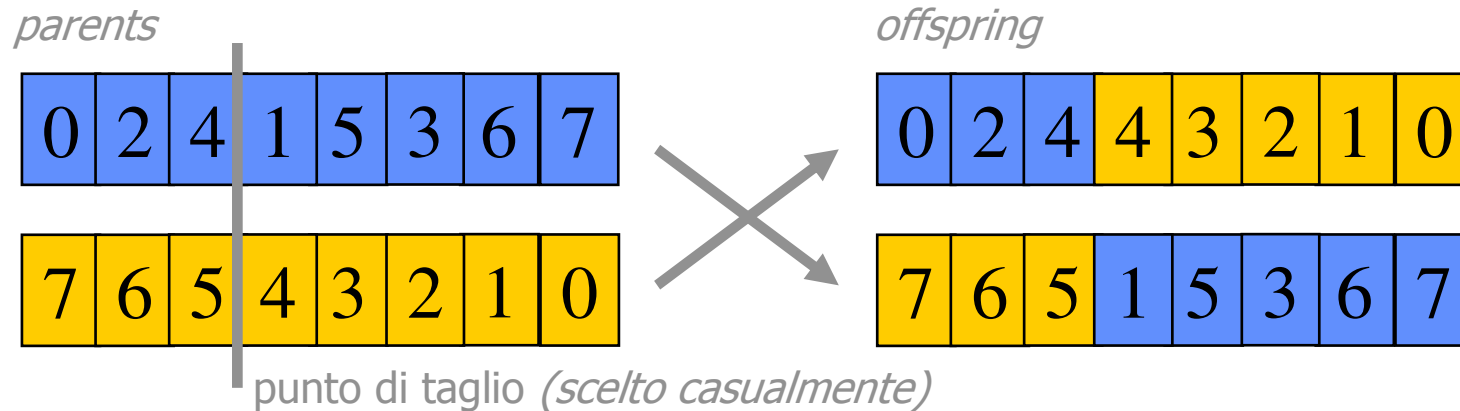 parents offspring
0 2 4 1 5 3 6 7 0 2 4 4 3 2 1 0
7 6 5 4 3 2 1 0 7 6 5 1 5 3 6 7
punto di taglio (scelto casualmente)